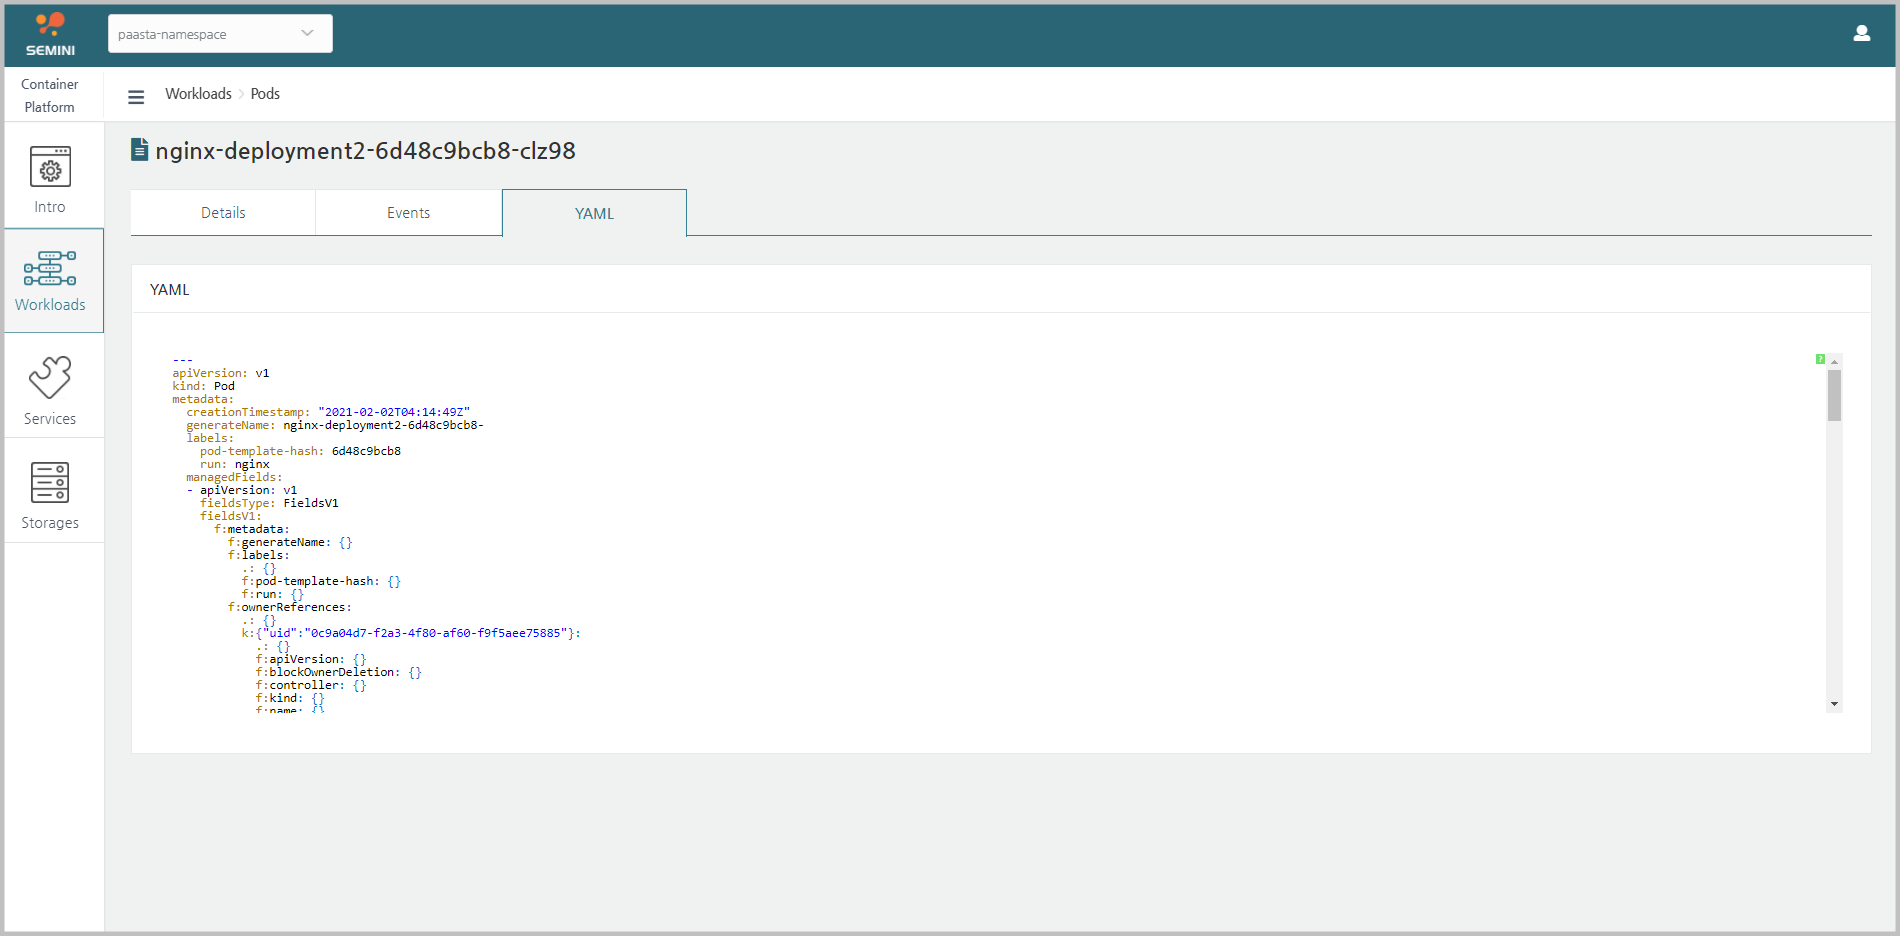 SEMINI
paasta-namespace
Container
Platform
Workloads > Pods
Intro
Workloads
Services
Storages
nginx-deployment2-6d48c9bcb8-clz98
Details
Events
YAML
YAML
---
apiVersion: v1
kind: Pod
metadata:
  creationTimestamp: "2021-02-02T04:14:49Z"
  generateName: nginx-deployment2-6d48c9bcb8-
  labels:
    pod-template-hash: 6d48c9bcb8
    run: nginx
  managedFields:
  - apiVersion: v1
    fieldsType: FieldsV1
    fieldsV1:
      f:metadata:
        f:generateName: {}
        f:labels:
          .: {}
          f:pod-template-hash: {}
          f:run: {}
        f:ownerReferences:
          .: {}
          k:{"uid":"0c9a04d7-f2a3-4f80-af60-f9f5aee75885"}:
            .: {}
            f:apiVersion: {}
            f:blockOwnerDeletion: {}
            f:controller: {}
            f:kind: {}
            f:name: {}
?